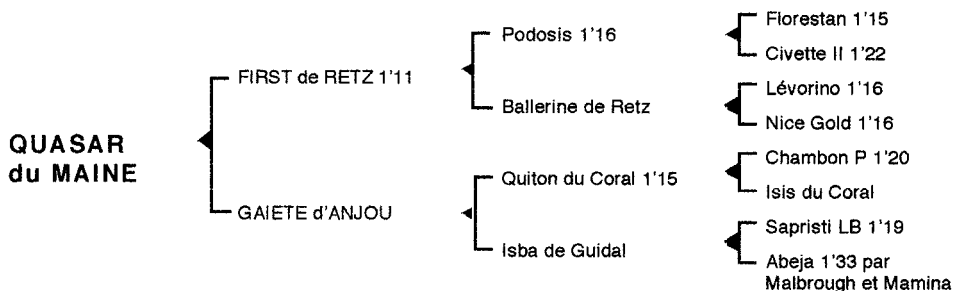 QUASAR
du MAINE
FIRST de RETZ 1'11
GAIETE d'ANJOU
Podosis 1'16
Ballerine de Retz
Quiton du Coral 1'15
Isba de Guidal
Florestan 1'15
Civette II 1'22
Lévorino 1'16
Nice Gold 1'16
Chambon P 1'20
Isis du Coral
Sapristi LB 1'19
Abeja 1'33 par
Malbrough et Mamina